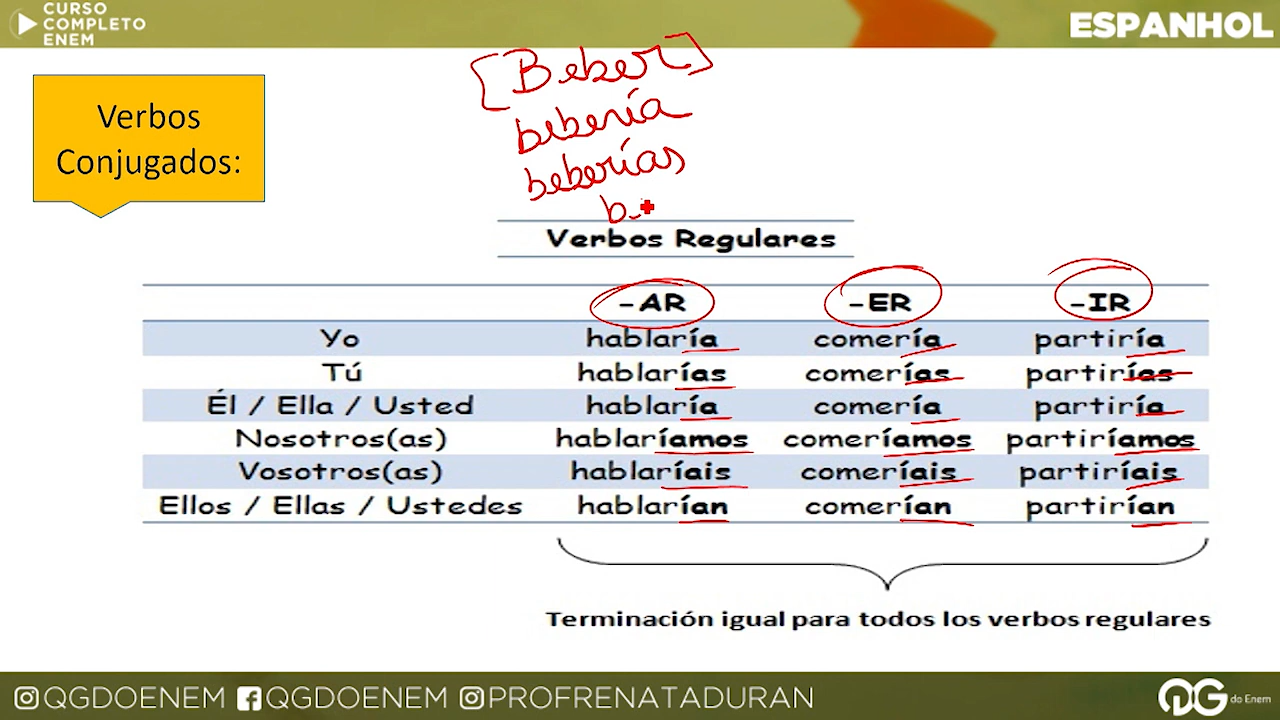 CURSO
COMPLETO
ENEM
ESPANHOL
Verbos
Conjugados:
[Beber]
bebería
beberías
b
Verbos Regulares
-AR -ER -IR
Yo hablaría comería partiría
Tú hablarías comerías partirías
Él / Ella / Usted hablaría comería partiría
Nosotros(as) hablaríamos comeríamos partiríamos
Vosotros(as) hablaríais comeríais partiríais
Ellos / Ellas / Ustedes hablarían comerían partirían
Terminación igual para todos los verbos regulares
@QGDOENEM @QGDOENEM @PROFRENATADURAN
QG do Enem